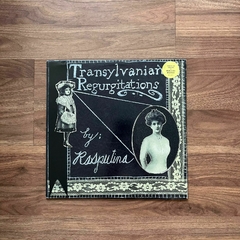 Transylvanian
Regurgitations
by;
Rasputina